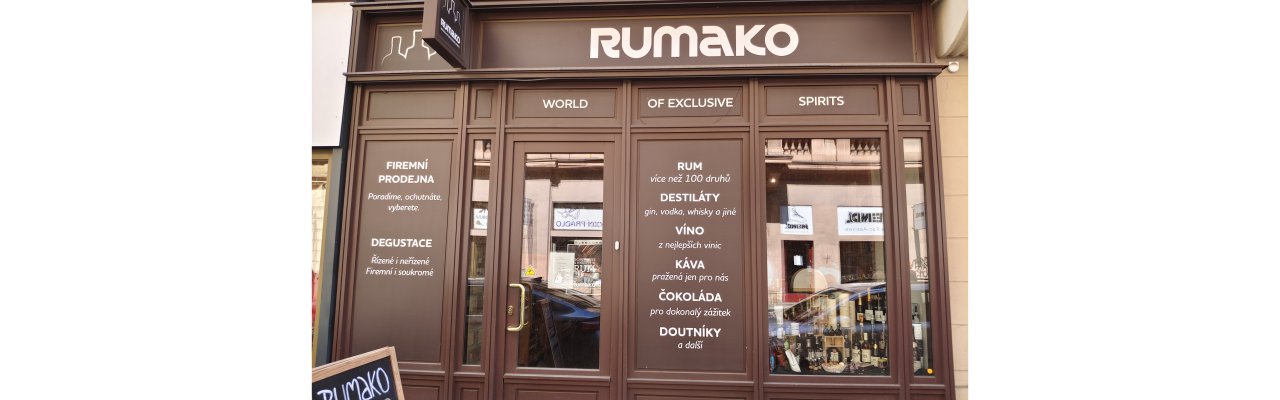 RUMAKO
RUMAKO
WORLD
OF EXCLUSIVE
SPIRITS
FIREMNÍ
PRODEJNA
Poradíme, ochutnáte,
vyberete.
DEGUSTACE
Řízené i neřízené
Firemní i soukromé
RUM
více než 100 druhů
DESTILÁTY
gin, vodka, whisky a jiné
VÍNO
z nejlepších vinic
KÁVA
pražená jen pro nás
ČOKOLÁDA
pro dokonalý zážitek
DOUTNÍKY
a další
RUM
RUMAKO